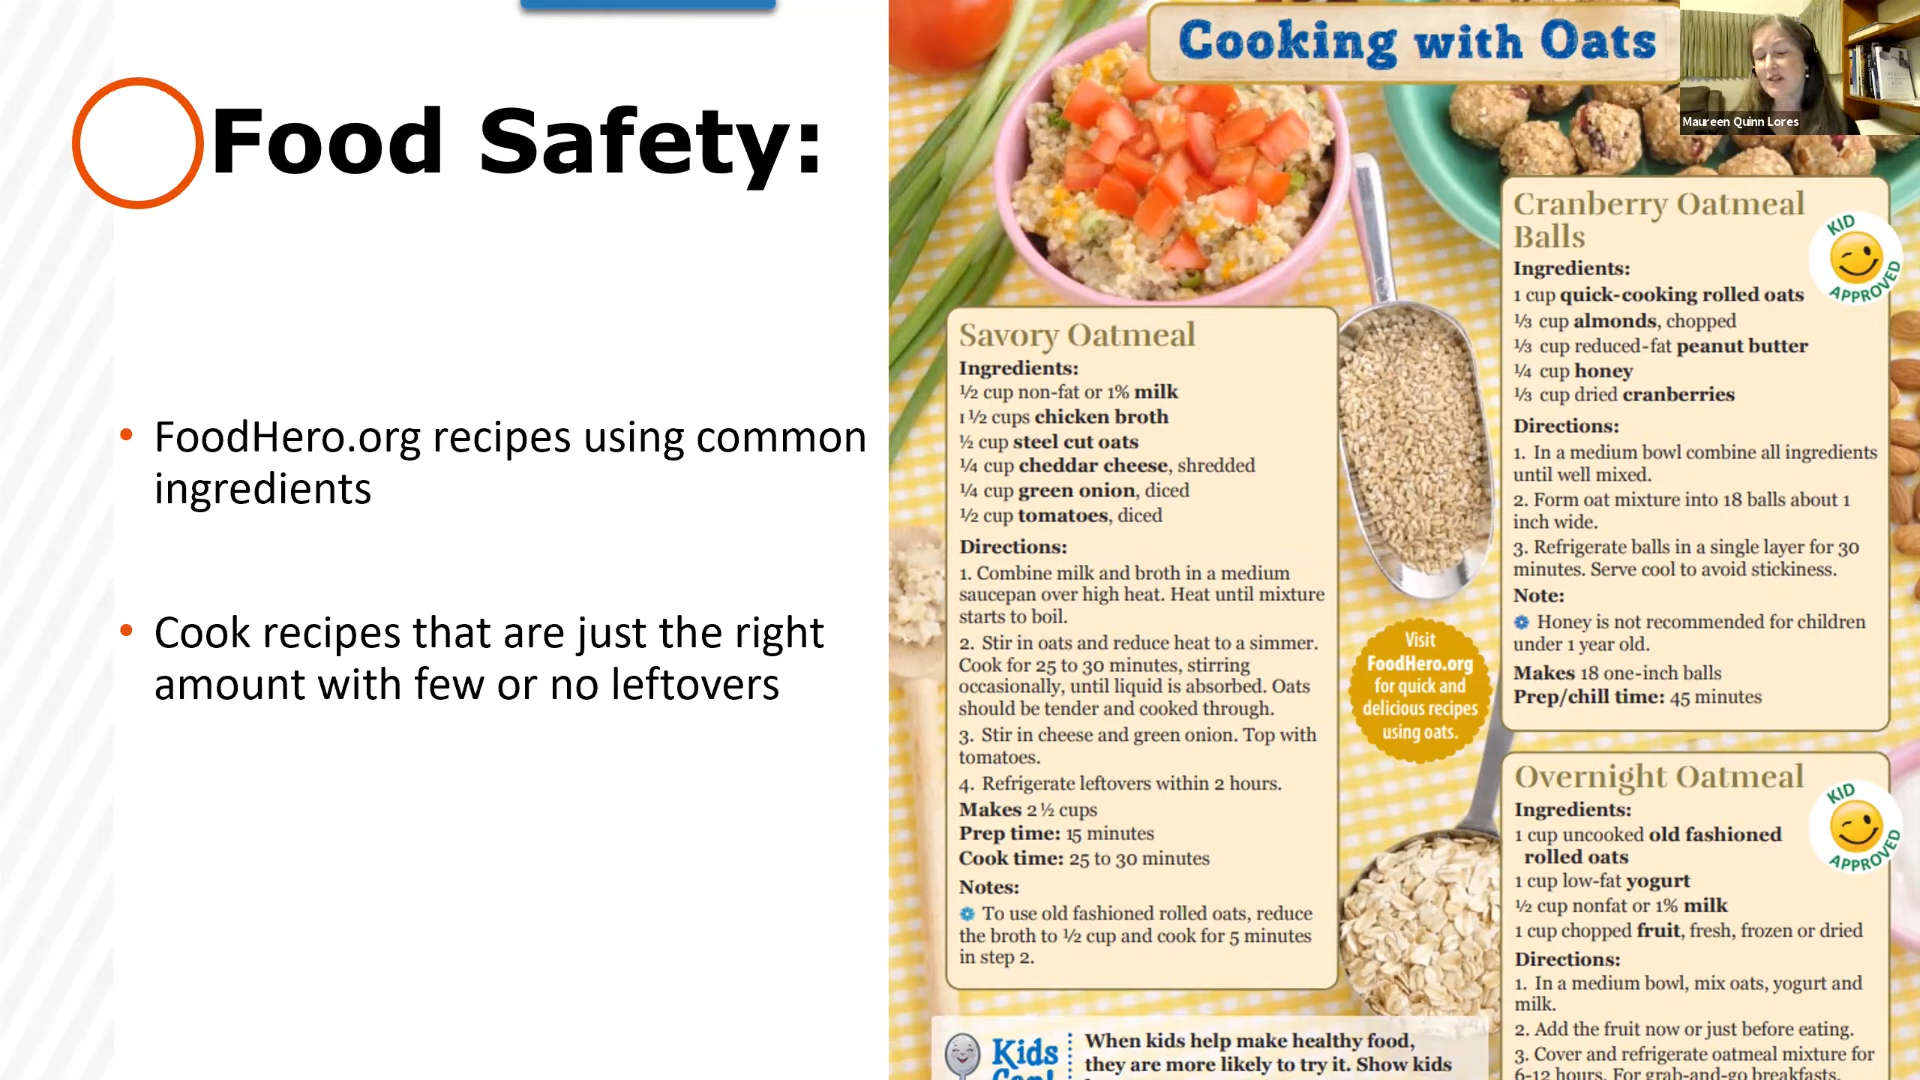 Food Safety:
• FoodHero.org recipes using common
ingredients
• Cook recipes that are just the right
amount with few or no leftovers
Cooking with Oats
Maureen Quinn Lores
Savory Oatmeal
Ingredients:
½ cup non-fat or 1% milk
1 ½ cups chicken broth
½ cup steel cut oats
¼ cup cheddar cheese, shredded
¼ cup green onion, diced
½ cup tomatoes, diced
Directions:
1. Combine milk and broth in a medium
saucepan over high heat. Heat until mixture
starts to boil.
2. Stir in oats and reduce heat to a simmer.
Cook for 25 to 30 minutes, stirring
occasionally, until liquid is absorbed. Oats
should be tender and cooked through.
3. Stir in cheese and green onion. Top with
tomatoes.
4. Refrigerate leftovers within 2 hours.
Makes 2 ½ cups
Prep time: 15 minutes
Cook time: 25 to 30 minutes
Notes:
To use old fashioned rolled oats, reduce
the broth to ½ cup and cook for 5 minutes
in step 2.
Visit
FoodHero.org
for quick and
delicious recipes
using oats.
Cranberry Oatmeal
Balls
KID
APPROVED
Ingredients:
1 cup quick-cooking rolled oats
⅓ cup almonds, chopped
⅓ cup reduced-fat peanut butter
¼ cup honey
⅓ cup dried cranberries
Directions:
1. In a medium bowl combine all ingredients
until well mixed.
2. Form oat mixture into 18 balls about 1
inch wide.
3. Refrigerate balls in a single layer for 30
minutes. Serve cool to avoid stickiness.
Note:
Honey is not recommended for children
under 1 year old.
Makes 18 one-inch balls
Prep/chill time: 45 minutes
Overnight Oatmeal
KID
APPROVED
Ingredients:
1 cup uncooked old fashioned
rolled oats
1 cup low-fat yogurt
½ cup nonfat or 1% milk
1 cup chopped fruit, fresh, frozen or dried
Directions:
1. In a medium bowl, mix oats, yogurt and
milk.
2. Add the fruit now or just before eating.
3. Cover and refrigerate oatmeal mixture for
6-12 hours. For grab-and-go breakfasts,
Kids
Can!
When kids help make healthy food,
they are more likely to try it. Show kids